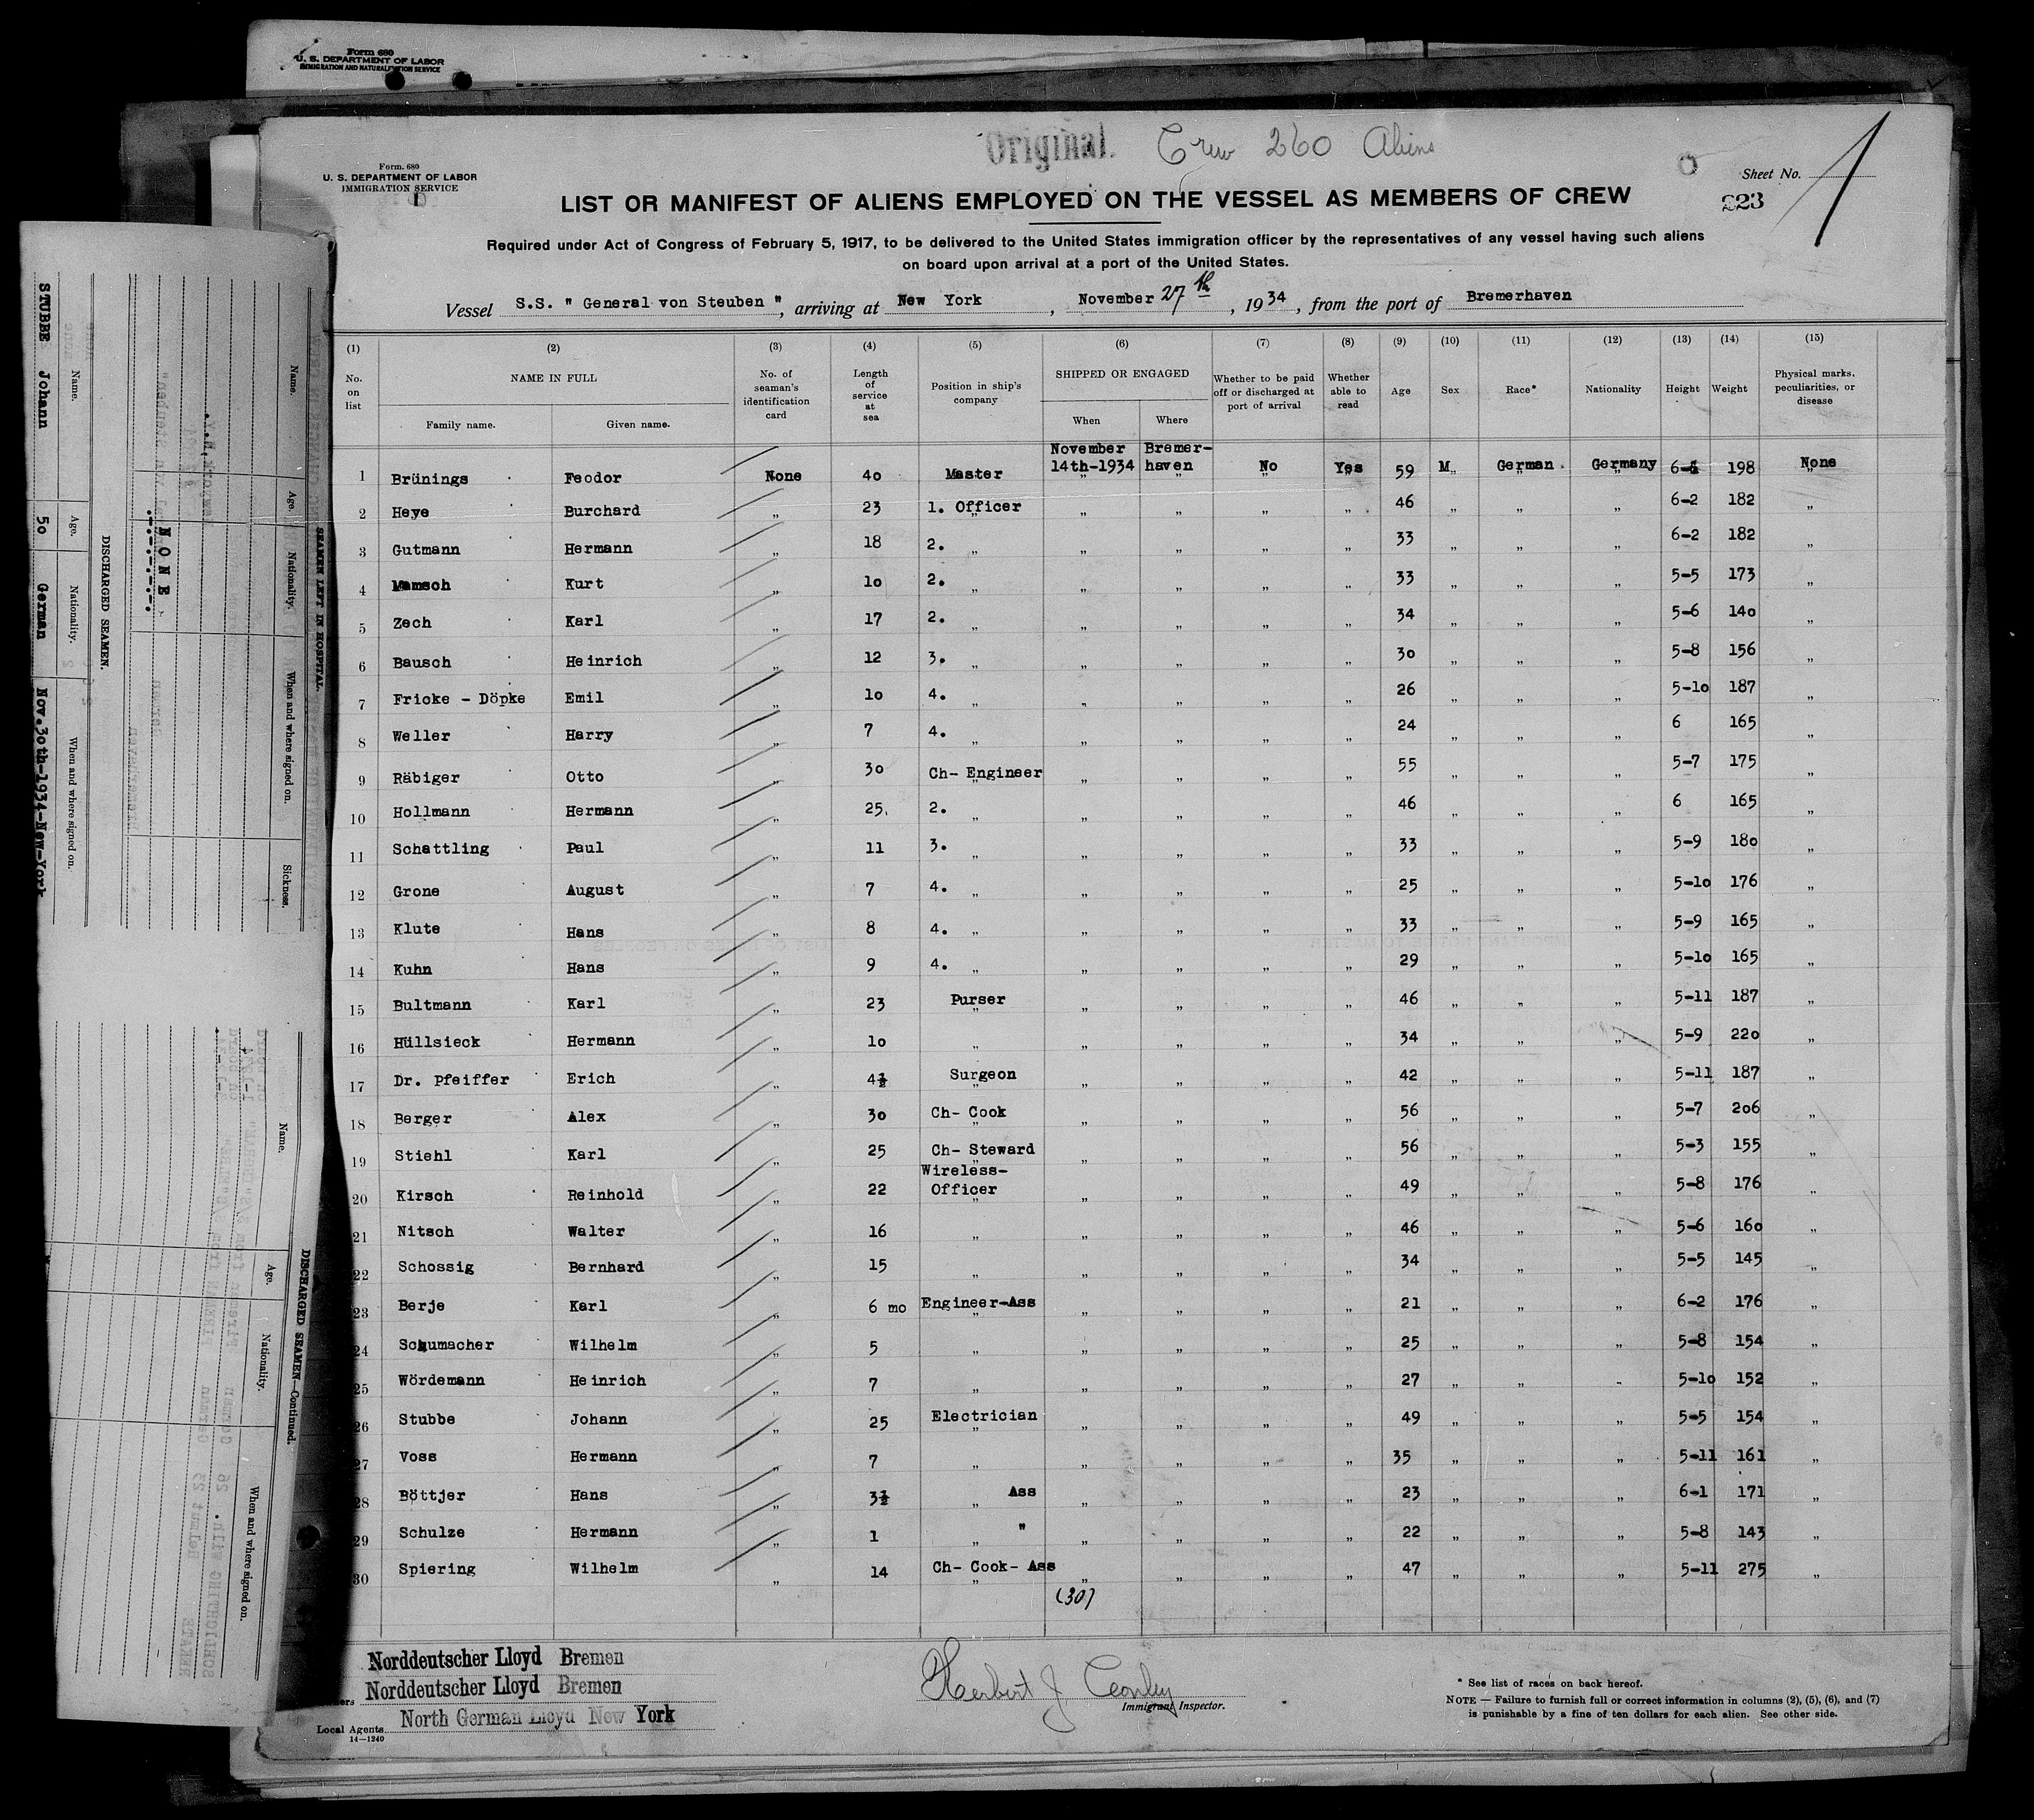 Form 680
U. S. DEPARTMENT OF LABOR
IMMIGRATION AND NATURALIZATION SERVICE
Original. Crew 260 Aliens
Form. 680
U. S. DEPARTMENT OF LABOR
IMMIGRATION SERVICE
Sheet No. 1
223
LIST OR MANIFEST OF ALIENS EMPLOYED ON THE VESSEL AS MEMBERS OF CREW
Required under Act of Congress of February 5, 1917, to be delivered to the United States immigration officer by the representatives of any vessel having such aliens
on board upon arrival at a port of the United States.
Vessel S.S. " General von Steuben ", arriving at New York, November 27th, 1934, from the port of Bremerhaven
(1) (2) (3) (4) (5) (6) (7) (8) (9) (10) (11) (12) (13) (14) (15)
No. on list NAME IN FULL Family name. Given name. No. of seaman's identification card Length of service at sea Position in ship's company SHIPPED OR ENGAGED When Where Whether to be paid off or discharged at port of arrival Whether able to read Age Sex Race* Nationality Height Weight Physical marks, peculiarities, or disease
1 Brünings Feodor None 40 Master November 14th-1934 Bremer-haven No Yes 59 M German Germany 198 None
2 Heye Burchard „ 23 1. Officer „ „ „ „ 46 „ „ „ 6-2 182 „
3 Gutmann Hermann „ 18 2. „ „ „ „ „ 33 „ „ „ 6-2 182 „
4 Mamsch Kurt „ 10 2. „ „ „ „ „ 33 „ „ „ 5-5 173 „
5 Zech Karl „ 17 2. „ „ „ „ „ 34 „ „ „ 5-6 140 „
6 Bausch Heinrich „ 12 3. „ „ „ „ „ 30 „ „ „ 5-8 156 „
7 Fricke - Döpke Emil „ 10 4. „ „ „ „ „ 26 „ „ „ 5-10 187 „
8 Weller Harry „ 7 4. „ „ „ „ „ 24 „ „ „ 6 165 „
9 Räbiger Otto „ 30 Ch- Engineer „ „ „ „ 55 „ „ „ 5-7 175 „
10 Hollmann Hermann „ 25 2. „ „ „ „ „ 46 „ „ „ 6 165 „
11 Schattling Paul „ 11 3. „ „ „ „ „ 33 „ „ „ 5-9 180 „
12 Grone August „ 7 4. „ „ „ „ „ 25 „ „ „ 5-10 176 „
13 Klute Hans „ 8 4. „ „ „ „ „ 33 „ „ „ 5-9 165 „
14 Kuhn Hans „ 9 4. „ „ „ „ „ 29 „ „ „ 5-10 165 „
15 Bultmann Karl „ 23 Purser „ „ „ „ 46 „ „ „ 5-11 187 „
16 Hüllsieck Hermann „ 10 „ „ „ „ „ 34 „ „ „ 5-9 220 „
17 Dr. Pfeiffer Erich „ 4½ Surgeon „ „ „ „ 42 „ „ „ 5-11 187 „
18 Berger Alex „ 30 Ch- Cook „ „ „ „ 56 „ „ „ 5-7 206 „
19 Stiehl Karl „ 25 Ch- Steward „ „ „ „ 56 „ „ „ 5-3 155 „
20 Kirsch Reinhold „ 22 Wireless-Officer „ „ „ „ 49 „ „ „ 5-8 176 „
21 Nitsch Walter „ 16 „ „ „ „ „ 46 „ „ „ 5-6 160 „
22 Schossig Bernhard „ 15 „ „ „ „ „ 34 „ „ „ 5-5 145 „
23 Berje Karl „ 6 mo Engineer-Ass „ „ „ „ 21 „ „ „ 6-2 176 „
24 Schumacher Wilhelm „ 5 „ „ „ „ „ 25 „ „ „ 5-8 154 „
25 Wördemann Heinrich „ 7 „ „ „ „ „ 27 „ „ „ 5-10 152 „
26 Stubbe Johann „ 25 Electrician „ „ „ „ 49 „ „ „ 5-5 154 „
27 Voss Hermann „ 7 „ „ „ „ „ 35 „ „ „ 5-11 161 „
28 Böttjer Hans „ 3½ „ Ass „ „ „ „ 23 „ „ „ 6-1 171 „
29 Schulze Hermann „ 1 „ " „ „ „ „ 22 „ „ „ 5-8 143 „
30 Spiering Wilhelm „ 14 Ch- Cook- Ass „ „ „ „ 47 „ „ „ 5-11 275 „
(30)
Norddeutscher Lloyd Bremen
Norddeutscher Lloyd Bremen
Local Agents North German Lloyd New York
14—1240
Herbert J
Immigrant Inspector.
* See list of races on back hereof.
NOTE — Failure to furnish full or correct information in columns (2), (5), (6), and (7)
is punishable by a fine of ten dollars for each alien. See other side.
SEAMEN LEFT IN HOSPITAL
Name. Age. Nationality. When and where signed on. Sickness.
NONE
DISCHARGED SEAMEN.
Name. Age. Nationality. When and where signed on.
STUBBE Johann 50 German Nov.30th-1934-New-York
DISCHARGED SEAMEN—Continued.
Name. Age. Nationality. When and where signed on.